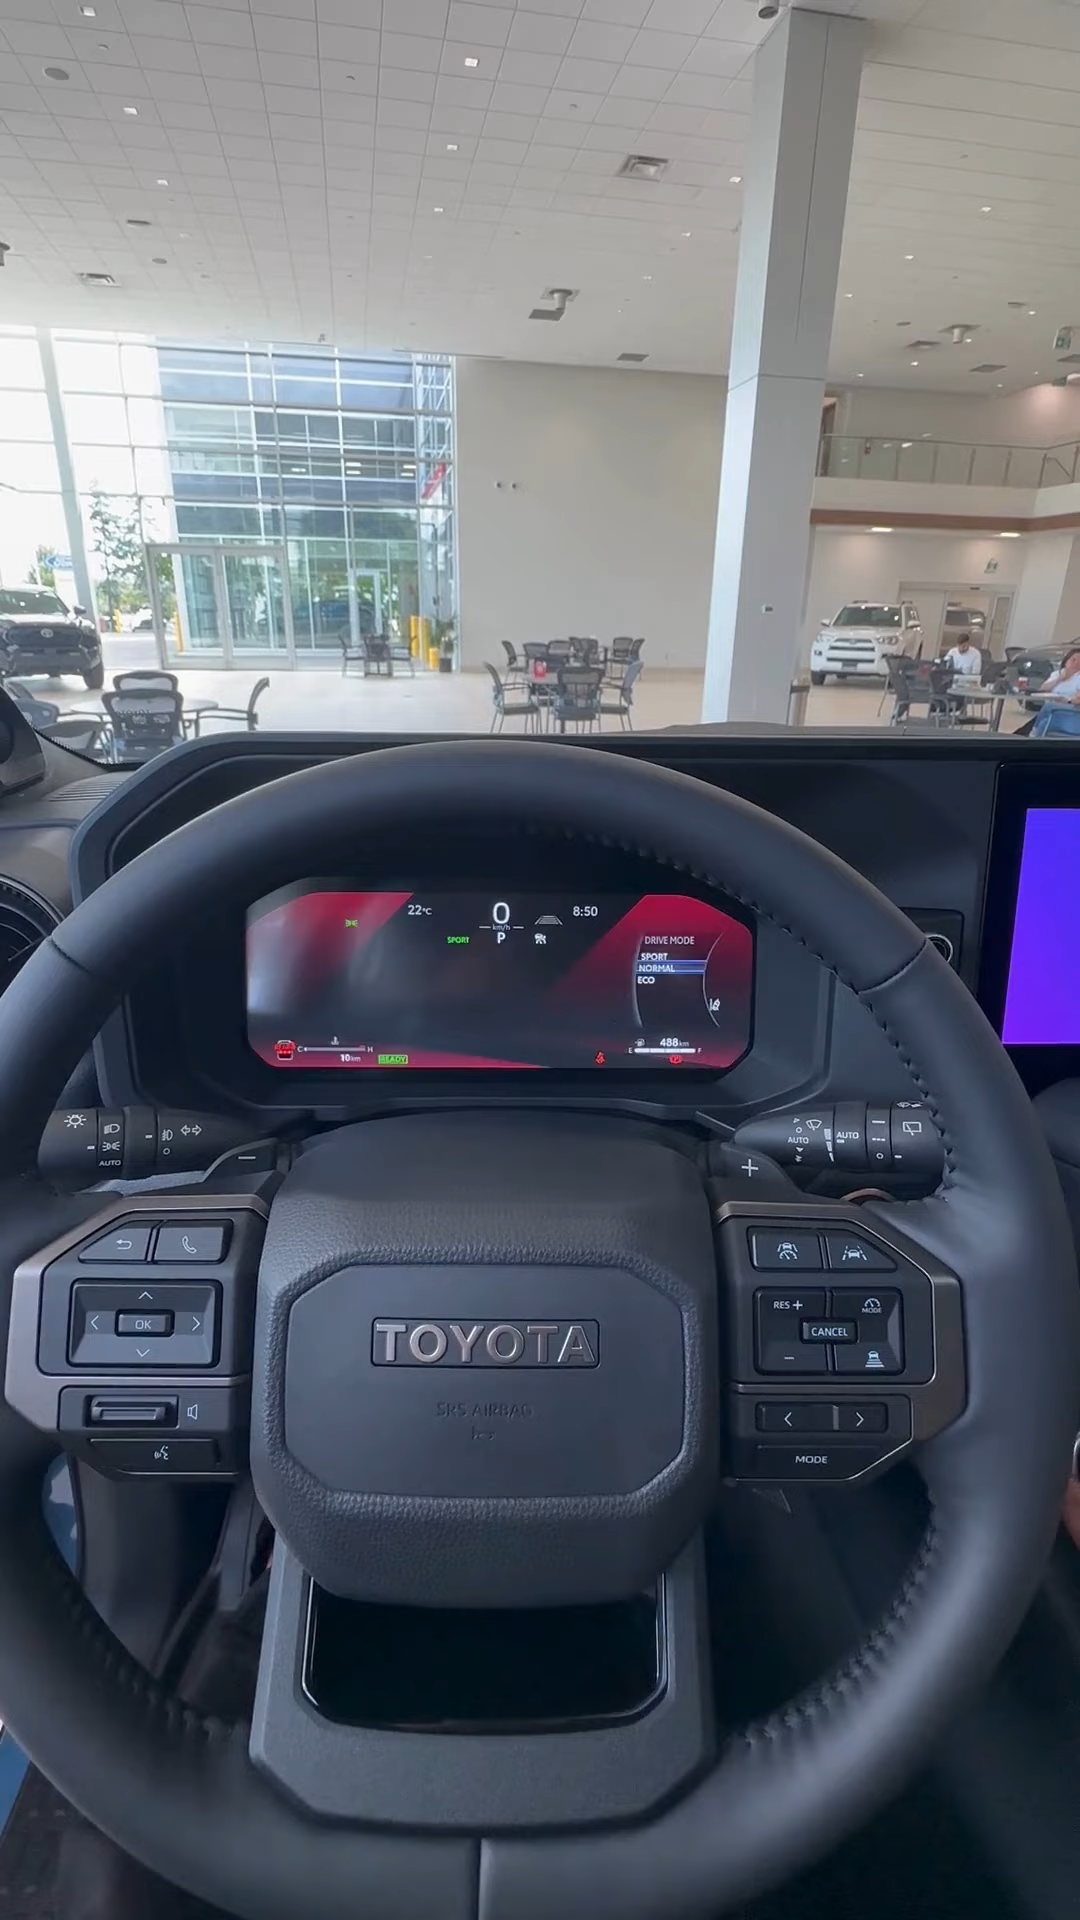 22°C
0
km/h
P
8:50
SPORT
DRIVE MODE
SPORT
NORMAL
ECO
C H
10km
READY
488km
E F
AUTO
O
AUTO
O
AUTO
O
OK
TOYOTA
SRS AIRBAG
RES +
MODE
CANCEL
MODE